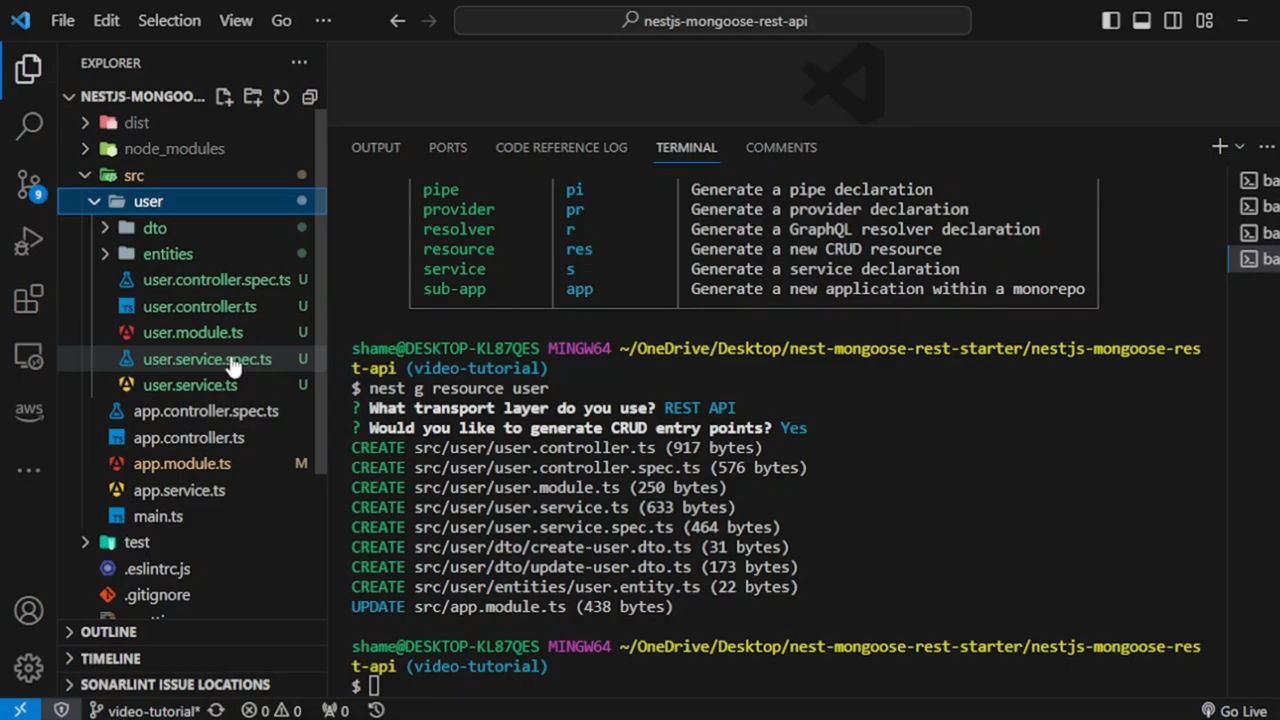 File Edit Selection View Go ··· nestjs-mongoose-rest-api
EXPLORER ···
NESTJS-MONGOO...
dist
node_modules
src
user
dto
entities
user.controller.spec.ts U
user.controller.ts U
user.module.ts U
user.service.spec.ts U
user.service.ts U
app.controller.spec.ts
app.controller.ts
app.module.ts M
app.service.ts
main.ts
test
.eslintrc.js
.gitignore
OUTLINE
TIMELINE
SONARLINT ISSUE LOCATIONS
9
aws
OUTPUT PORTS CODE REFERENCE LOG TERMINAL COMMENTS
pipe pi Generate a pipe declaration
provider pr Generate a provider declaration
resolver r Generate a GraphQL resolver declaration
resource res Generate a new CRUD resource
service s Generate a service declaration
sub-app app Generate a new application within a monorepo
shame@DESKTOP-KL87QES MINGW64 ~/OneDrive/Desktop/nest-mongoose-rest-starter/nestjs-mongoose-res
t-api (video-tutorial)
$ nest g resource user
? What transport layer do you use? REST API
? Would you like to generate CRUD entry points? Yes
CREATE src/user/user.controller.ts (917 bytes)
CREATE src/user/user.controller.spec.ts (576 bytes)
CREATE src/user/user.module.ts (250 bytes)
CREATE src/user/user.service.ts (633 bytes)
CREATE src/user/user.service.spec.ts (464 bytes)
CREATE src/user/dto/create-user.dto.ts (31 bytes)
CREATE src/user/dto/update-user.dto.ts (173 bytes)
CREATE src/user/entities/user.entity.ts (22 bytes)
UPDATE src/app.module.ts (438 bytes)
shame@DESKTOP-KL87QES MINGW64 ~/OneDrive/Desktop/nest-mongoose-rest-starter/nestjs-mongoose-res
t-api (video-tutorial)
$
ba
ba
ba
ba
video-tutorial* 0 0 0 Go Live